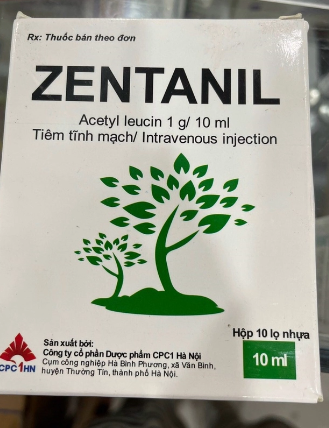 Rx: Thuốc bán theo đơn
ZENTANIL
Acetyl leucin 1 g/ 10 ml
Tiêm tĩnh mạch/ Intravenous injection
Hộp 10 lọ nhựa
10 ml
CPC1HN
Sản xuất bởi:
Công ty cổ phần Dược phẩm CPC1 Hà Nội
Cụm công nghiệp Hà Bình Phương, xã Văn Bình,
huyện Thường Tín, thành phố Hà Nội.